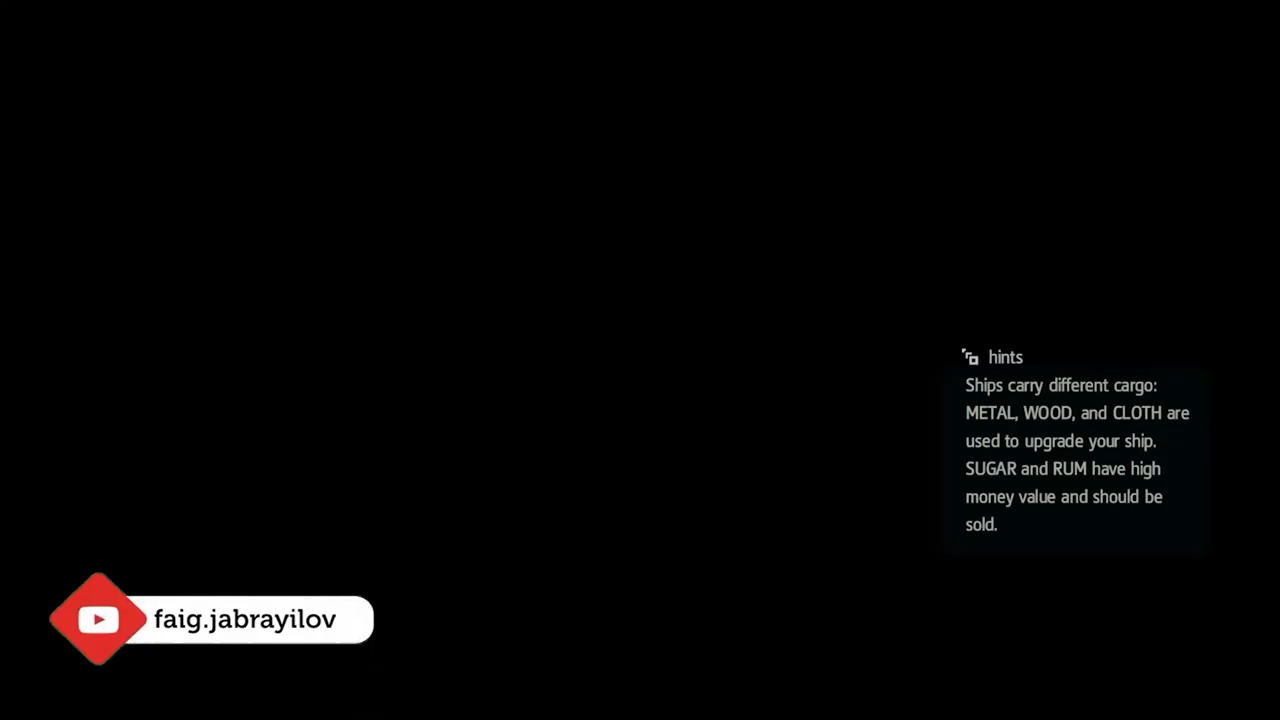 hints
Ships carry different cargo:
METAL, WOOD, and CLOTH are
used to upgrade your ship.
SUGAR and RUM have high
money value and should be
sold.
faig.jabrayilov